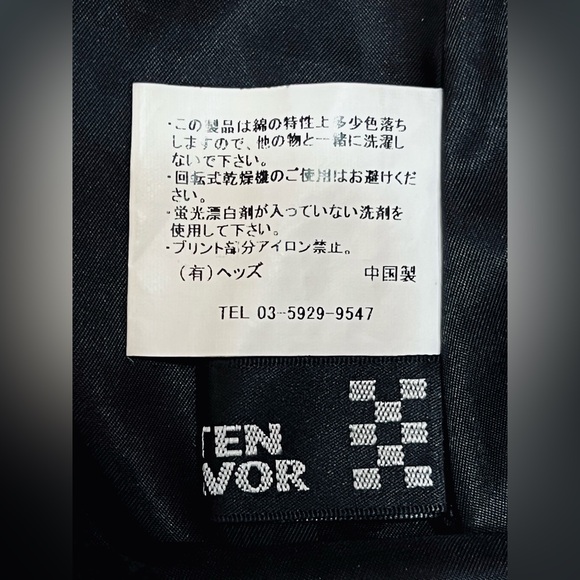 ・この製品は綿の特性上多少色落ち
しますので、他の物と一緒に洗濯し
ないで下さい。
・回転式乾燥機のご使用はお避けくだ
さい。
・蛍光漂白剤が入っていない洗剤を
使用して下さい。
・プリント部分アイロン禁止。
(有)ヘッズ 中国製
TEL 03-5929-9547
TEN
VOR